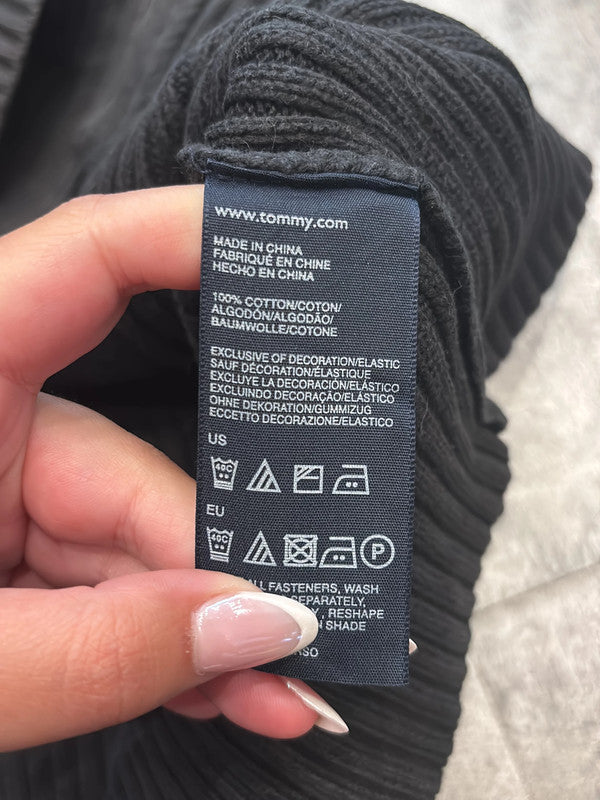 www.tommy.com
MADE IN CHINA
FABRIQUÉ EN CHINE
HECHO EN CHINA
100% COTTON/COTON/
ALGODÓN/ALGODÃO/
BAUMWOLLE/COTONE
EXCLUSIVE OF DECORATION/ELASTIC
SAUF DÉCORATION/ÉLASTIQUE
EXCLUYE LA DECORACIÓN/ELÁSTICO
EXCLUINDO DECORAÇÃO/ELÁSTICO
OHNE DEKORATION/GUMMIZUG
ECCETTO DECORAZIONE/ELASTICO
US
40C
EU
40C P
FASTENERS, WASH
SEPARATELY,
, RESHAPE
SHADE